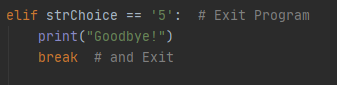 elif strChoice == '5':  # Exit Program
    print("Goodbye!")
    break  # and Exit